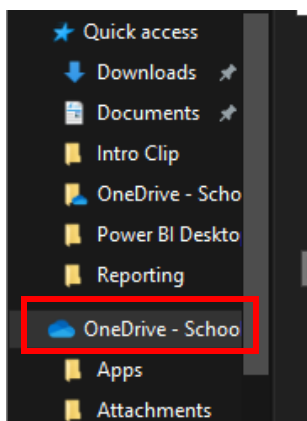 Quick access
Downloads
Documents
Intro Clip
OneDrive - Scho
Power BI Deskto
Reporting
OneDrive - Schoo
Apps
Attachments